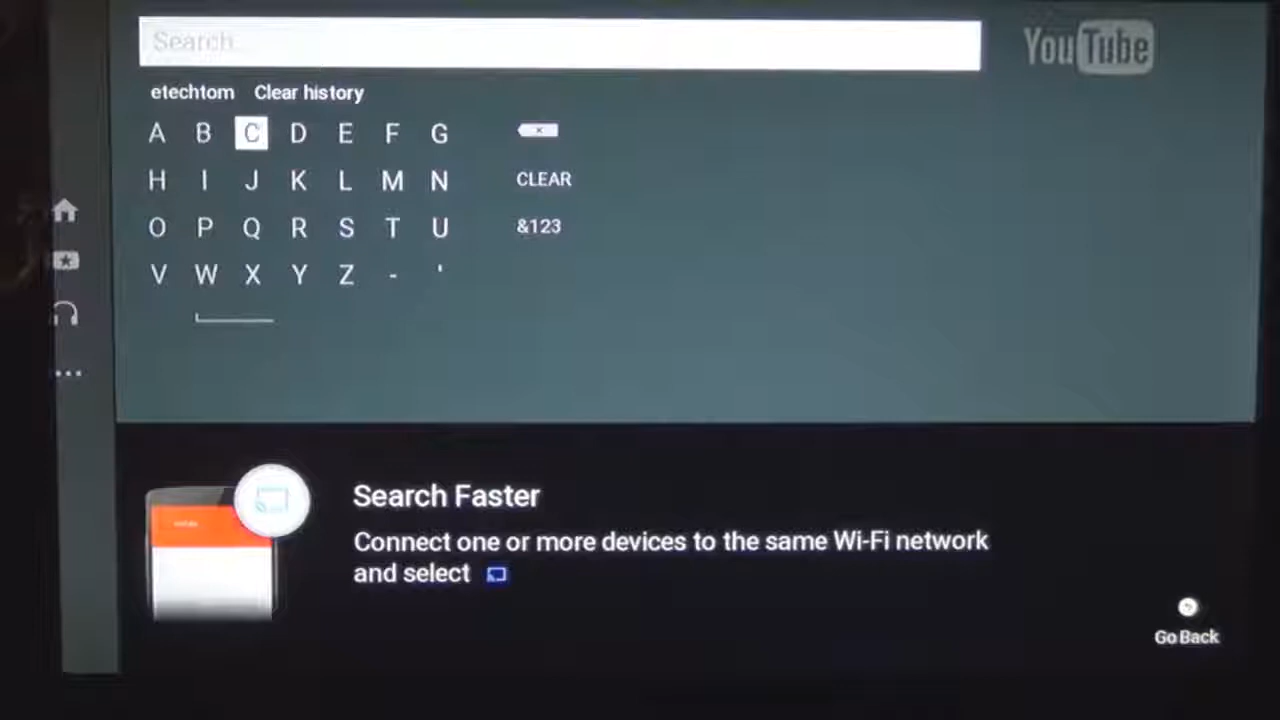 Search
YouTube
etechtom Clear history
A B C D E F G
H I J K L M N CLEAR
O P Q R S T U &123
V W X Y Z - '
Search Faster
Connect one or more devices to the same Wi-Fi network
and select
Go Back